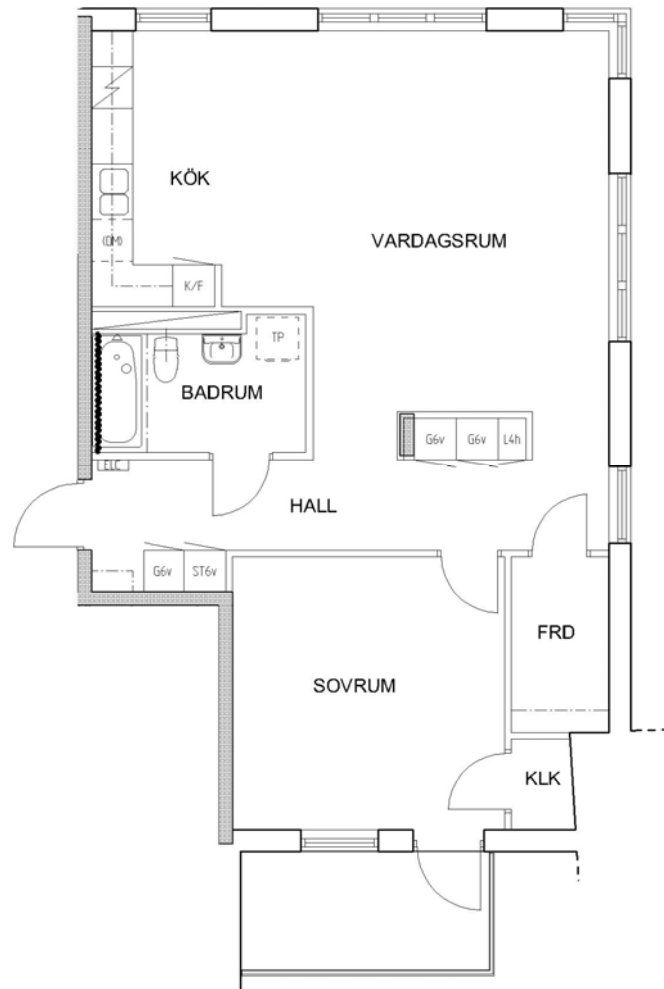 KÖK
VARDAGSRUM
(DM)
K/F
TP
BADRUM
G6v G6v L4h
ELC
HALL
G6v ST6v
FRD
SOVRUM
KLK